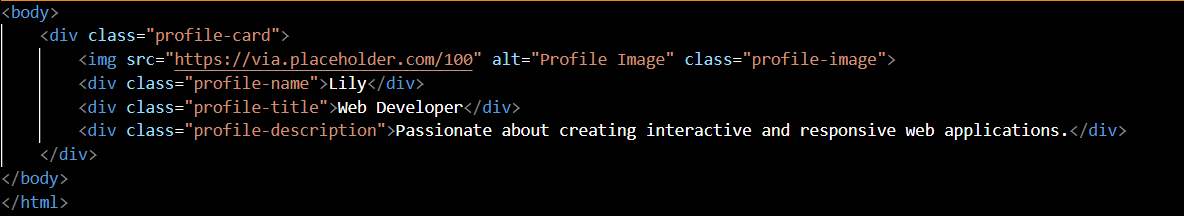 <body>
<div class="profile-card">
<img src="https://via.placeholder.com/100" alt="Profile Image" class="profile-image">
<div class="profile-name">Lily</div>
<div class="profile-title">Web Developer</div>
<div class="profile-description">Passionate about creating interactive and responsive web applications.</div>
</div>
</body>
</html>